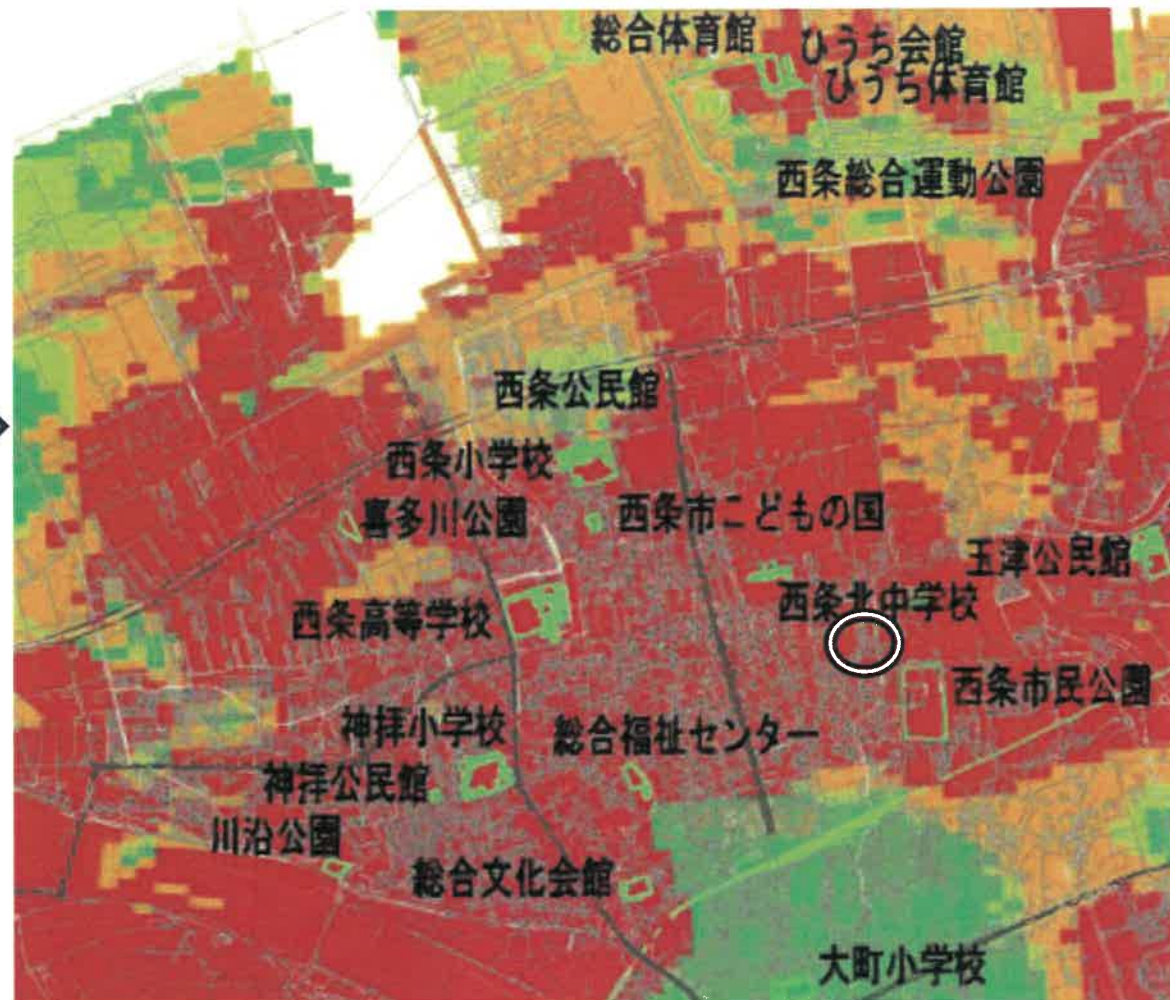 総合体育館
ひうち会館
ひうち体育館
西条総合運動公園
西条公民館
西条小学校
喜多川公園
西条市こどもの国
玉津公民館
西条北中学校
西条高等学校
西条市民公園
神拝小学校
総合福祉センター
神拝公民館
川沿公園
総合文化会館
大町小学校